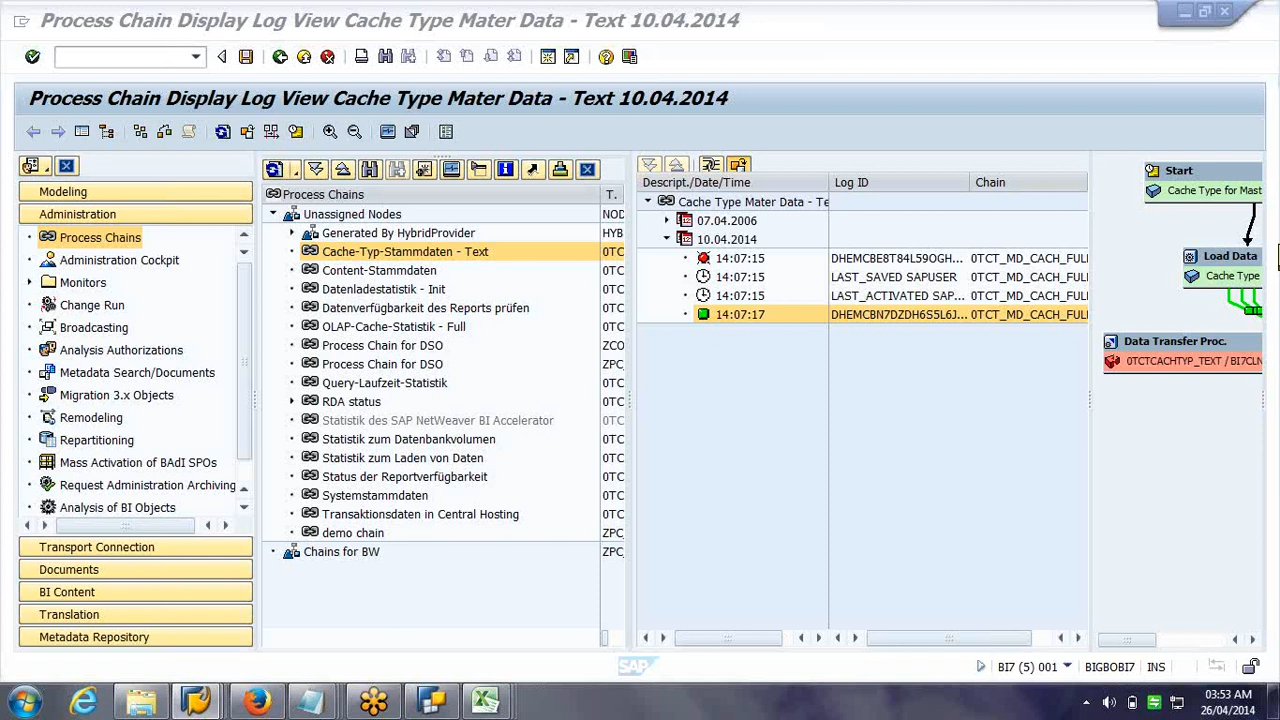 Process Chain Display Log View Cache Type Mater Data - Text 10.04.2014
Process Chain Display Log View Cache Type Mater Data - Text 10.04.2014
Modeling
Administration
Process Chains
Administration Cockpit
Monitors
Change Run
Broadcasting
Analysis Authorizations
Metadata Search/Documents
Migration 3.x Objects
Remodeling
Repartitioning
Mass Activation of BAdI SPOs
Request Administration Archiving
Analysis of BI Objects
Transport Connection
Documents
BI Content
Translation
Metadata Repository
Process Chains T.
Unassigned Nodes NOD
Generated By HybridProvider HYB
Cache-Typ-Stammdaten - Text 0TC
Content-Stammdaten 0TC
Datenladestatistik - Init 0TC
Datenverfügbarkeit des Reports prüfen 0TC
OLAP-Cache-Statistik - Full 0TC
Process Chain for DSO ZCO
Process Chain for DSO ZPC_
Query-Laufzeit-Statistik 0TC
RDA status 0TC
Statistik des SAP NetWeaver BI Accelerator 0TC
Statistik zum Datenbankvolumen 0TC
Statistik zum Laden von Daten 0TC
Status der Reportverfügbarkeit 0TC
Systemstammdaten 0TC
Transaktionsdaten in Central Hosting 0TC
demo chain ZPC_
Chains for BW ZPC_
Descript./Date/Time Log ID Chain
Cache Type Mater Data - Te
07.04.2006
10.04.2014
14:07:15 DHEMCBE8T84L59OGH... 0TCT_MD_CACH_FULL
14:07:15 LAST_SAVED SAPUSER 0TCT_MD_CACH_FULL
14:07:15 LAST_ACTIVATED SAP... 0TCT_MD_CACH_FULL
14:07:17 DHEMCBN7DZDH6S5L6J... 0TCT_MD_CACH_FULL
Start
Cache Type for Mast
Load Data
Cache Type
Data Transfer Proc.
0TCTCACHTYP_TEXT / BI7CLN
SAP
BI7 (5) 001 BIGBOBI7 INS
03:53 AM
26/04/2014